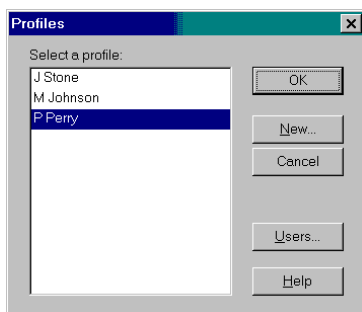 Profiles
Select a profile:
J Stone
M Johnson
P Perry
OK
New...
Cancel
Users...
Help